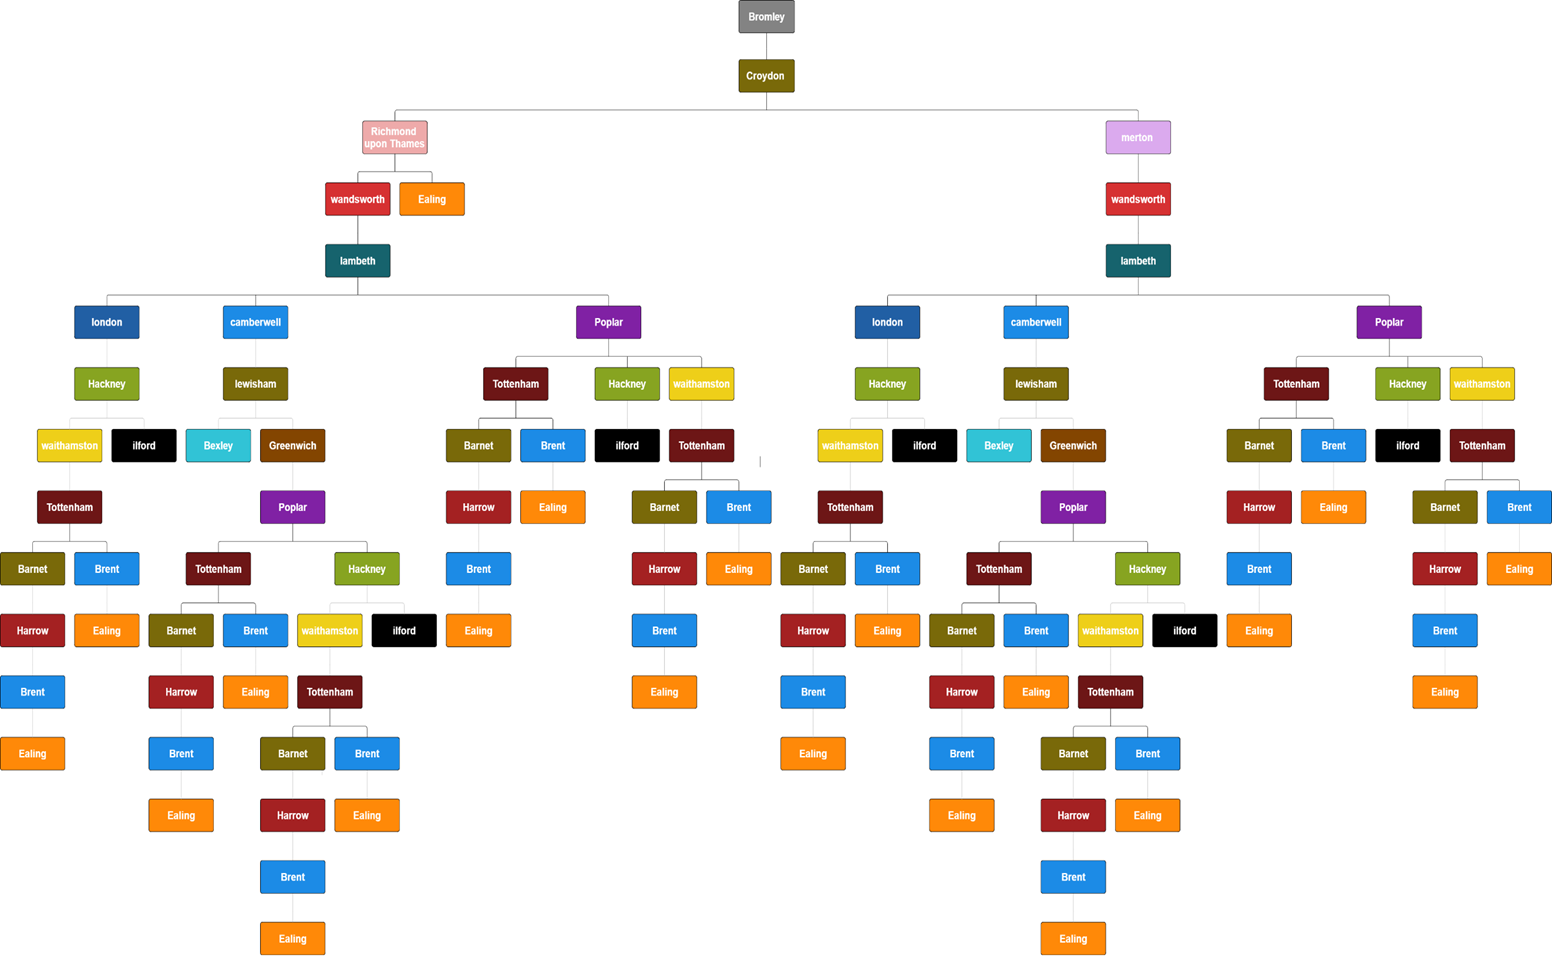 Bromley
Croydon
Richmond
upon Thames
merton
wandsworth
Ealing
wandsworth
lambeth
lambeth
london
camberwell
Poplar
london
camberwell
Poplar
Hackney
lewisham
Tottenham
Hackney
waithamston
Hackney
lewisham
Tottenham
Hackney
waithamston
waithamston
ilford
Bexley
Greenwich
Barnet
Brent
ilford
Tottenham
waithamston
ilford
Bexley
Greenwich
Barnet
Brent
ilford
Tottenham
Tottenham
Poplar
Harrow
Ealing
Barnet
Brent
Tottenham
Poplar
Harrow
Ealing
Barnet
Brent
Barnet
Brent
Tottenham
Hackney
Brent
Harrow
Ealing
Barnet
Brent
Tottenham
Hackney
Brent
Harrow
Ealing
Harrow
Ealing
Barnet
Brent
waithamston
ilford
Ealing
Brent
Harrow
Ealing
Barnet
Brent
waithamston
ilford
Ealing
Brent
Brent
Harrow
Ealing
Tottenham
Ealing
Brent
Harrow
Ealing
Tottenham
Ealing
Ealing
Brent
Barnet
Brent
Ealing
Brent
Barnet
Brent
Ealing
Harrow
Ealing
Ealing
Harrow
Ealing
Brent
Brent
Ealing
Ealing